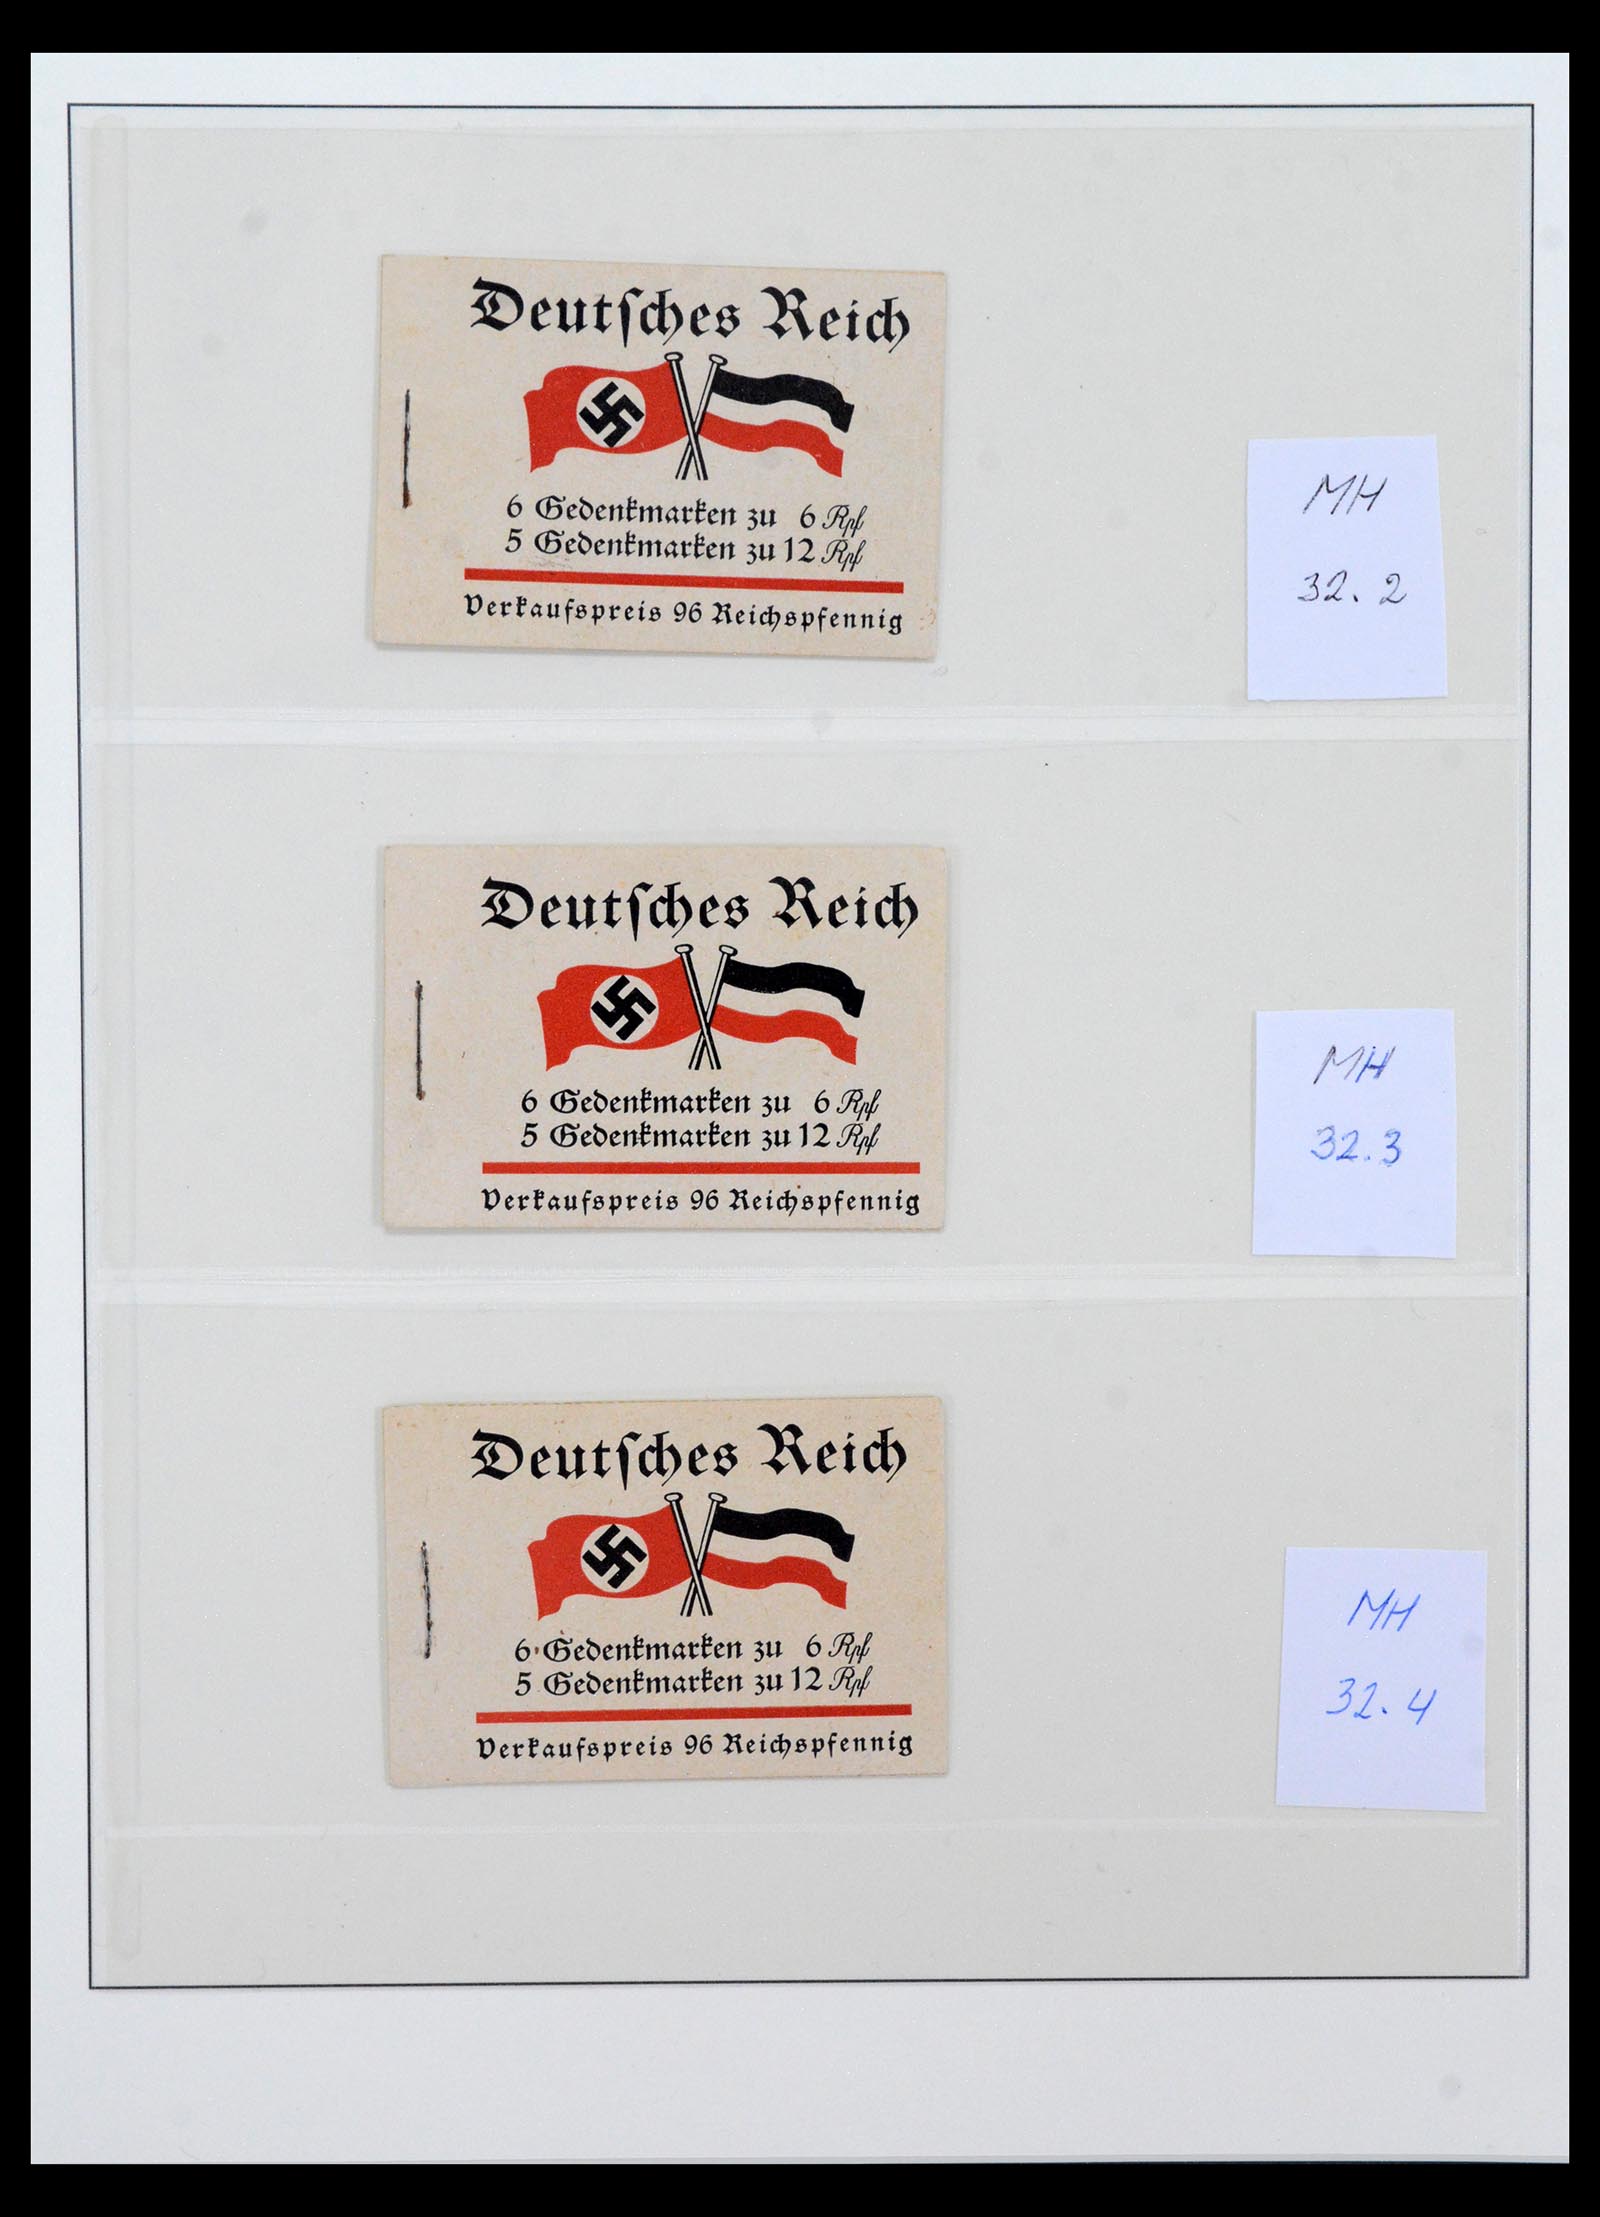 Deutſches Reich
6 Gedenkmarken zu 6 Rpf
5 Gedenkmarken zu 12 Rpf
Verkaufspreis 96 Reichspfennig
MH
32.2
Deutſches Reich
6 Gedenkmarken zu 6 Rpf
5 Gedenkmarken zu 12 Rpf
Verkaufspreis 96 Reichspfennig
MH
32.3
Deutſches Reich
6 Gedenkmarken zu 6 Rpf
5 Gedenkmarken zu 12 Rpf
Verkaufspreis 96 Reichspfennig
MH
32.4